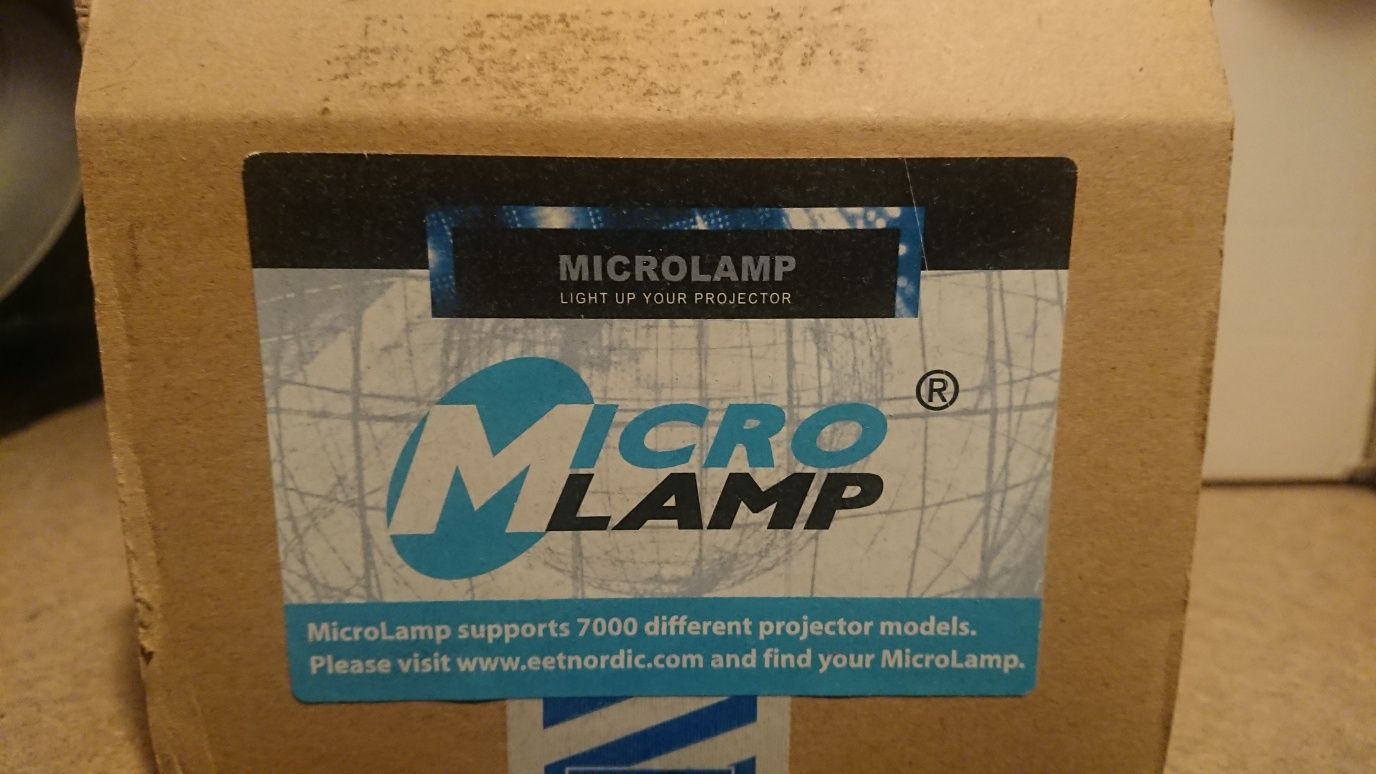 MICROLAMP
LIGHT UP YOUR PROJECTOR
MICRO ®
LAMP
MicroLamp supports 7000 different projector models.
Please visit www.eetnordic.com and find your MicroLamp.